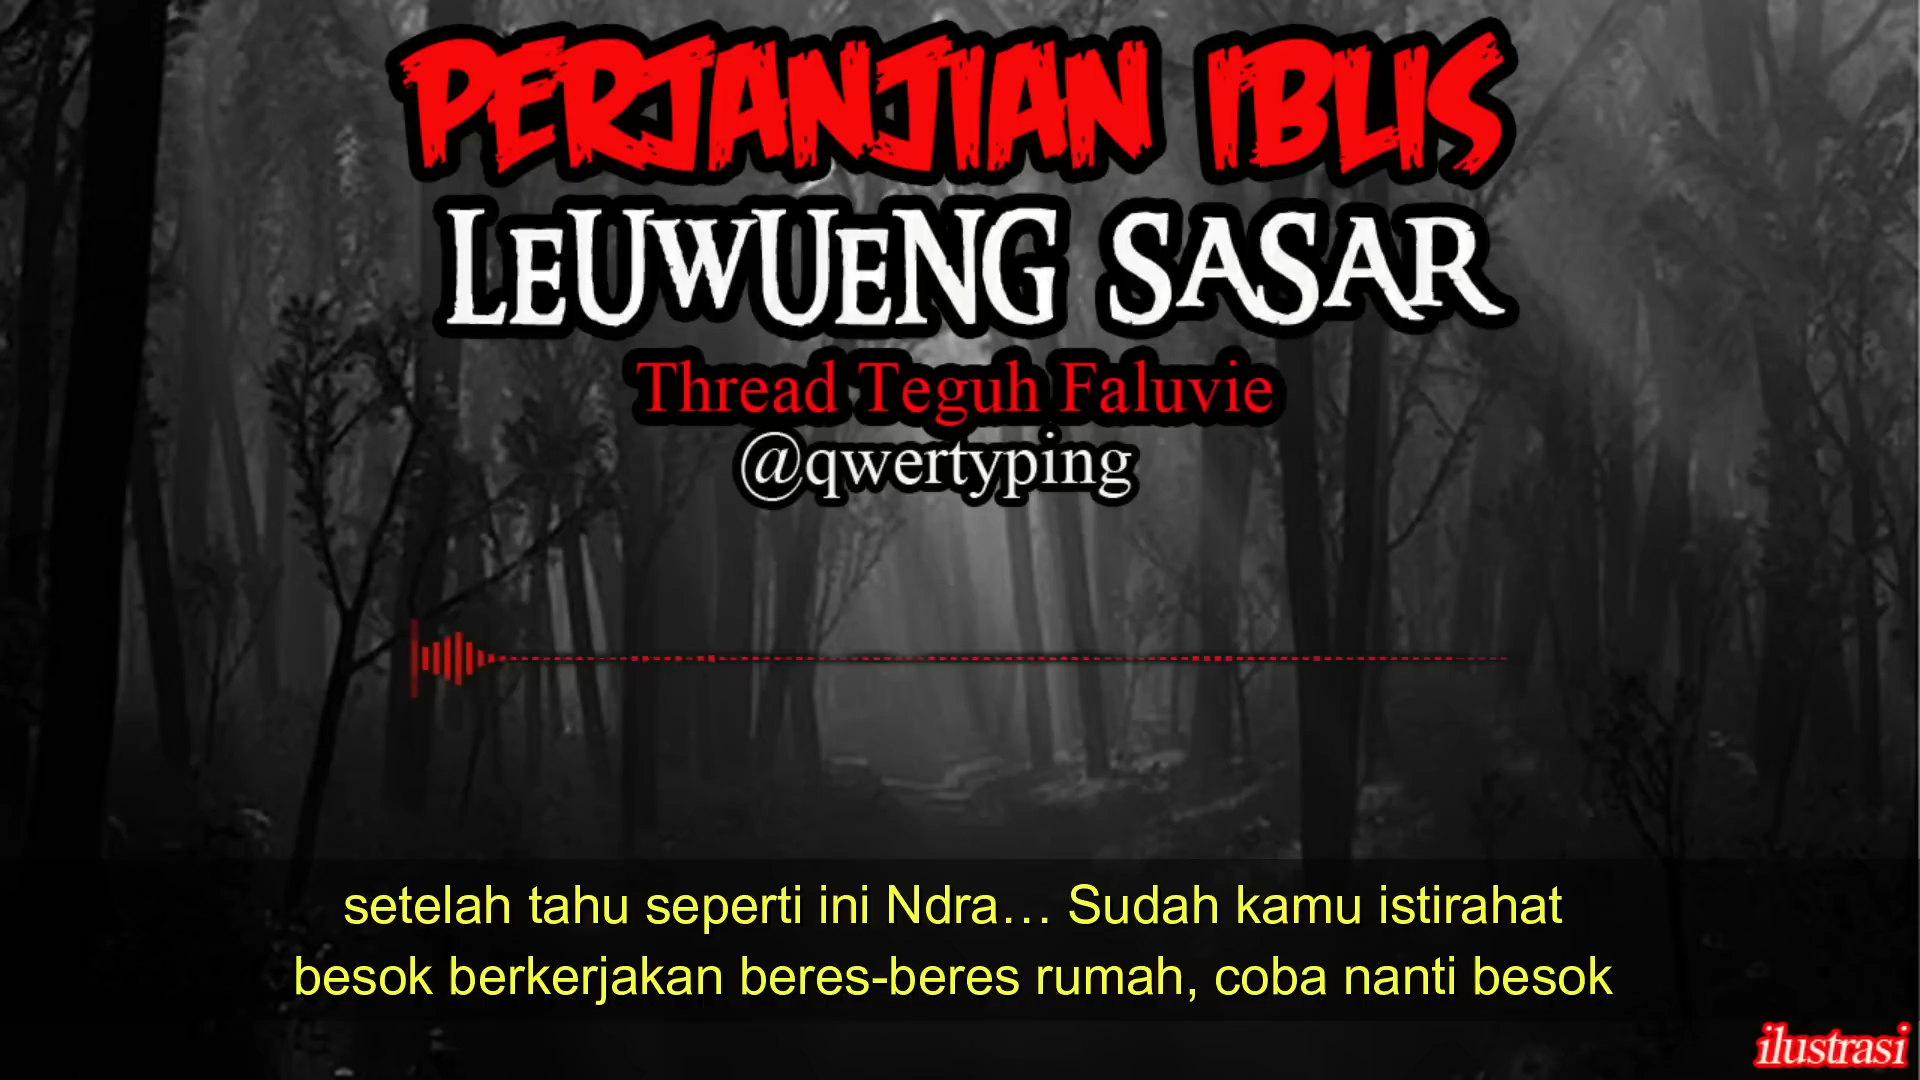 PERJANJIAN IBLIS
LEUWUENG SASAR
Thread Teguh Faluvie
@qwertyping
setelah tahu seperti ini Ndra… Sudah kamu istirahat
besok berkerjakan beres-beres rumah, coba nanti besok
ilustrasi